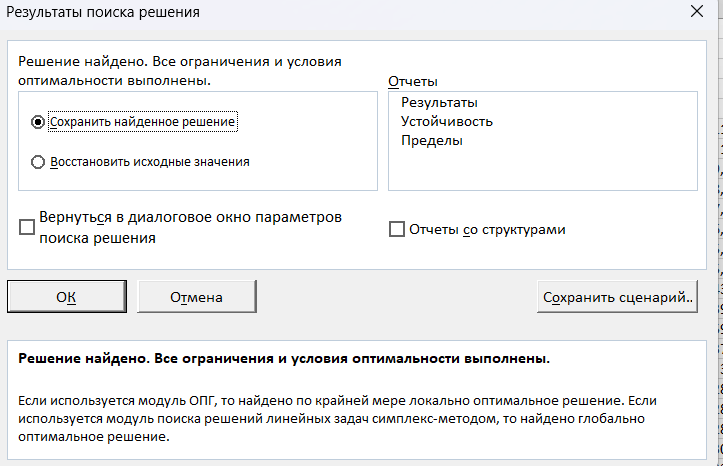 Результаты поиска решения
Решение найдено. Все ограничения и условия
оптимальности выполнены.
Отчеты
Сохранить найденное решение
Восстановить исходные значения
Результаты
Устойчивость
Пределы
Вернуться в диалоговое окно параметров
поиска решения
Отчеты со структурами
ОК
Отмена
Сохранить сценарий..
Решение найдено. Все ограничения и условия оптимальности выполнены.
Если используется модуль ОПГ, то найдено по крайней мере локально оптимальное решение. Если
используется модуль поиска решений линейных задач симплекс-методом, то найдено глобально
оптимальное решение.